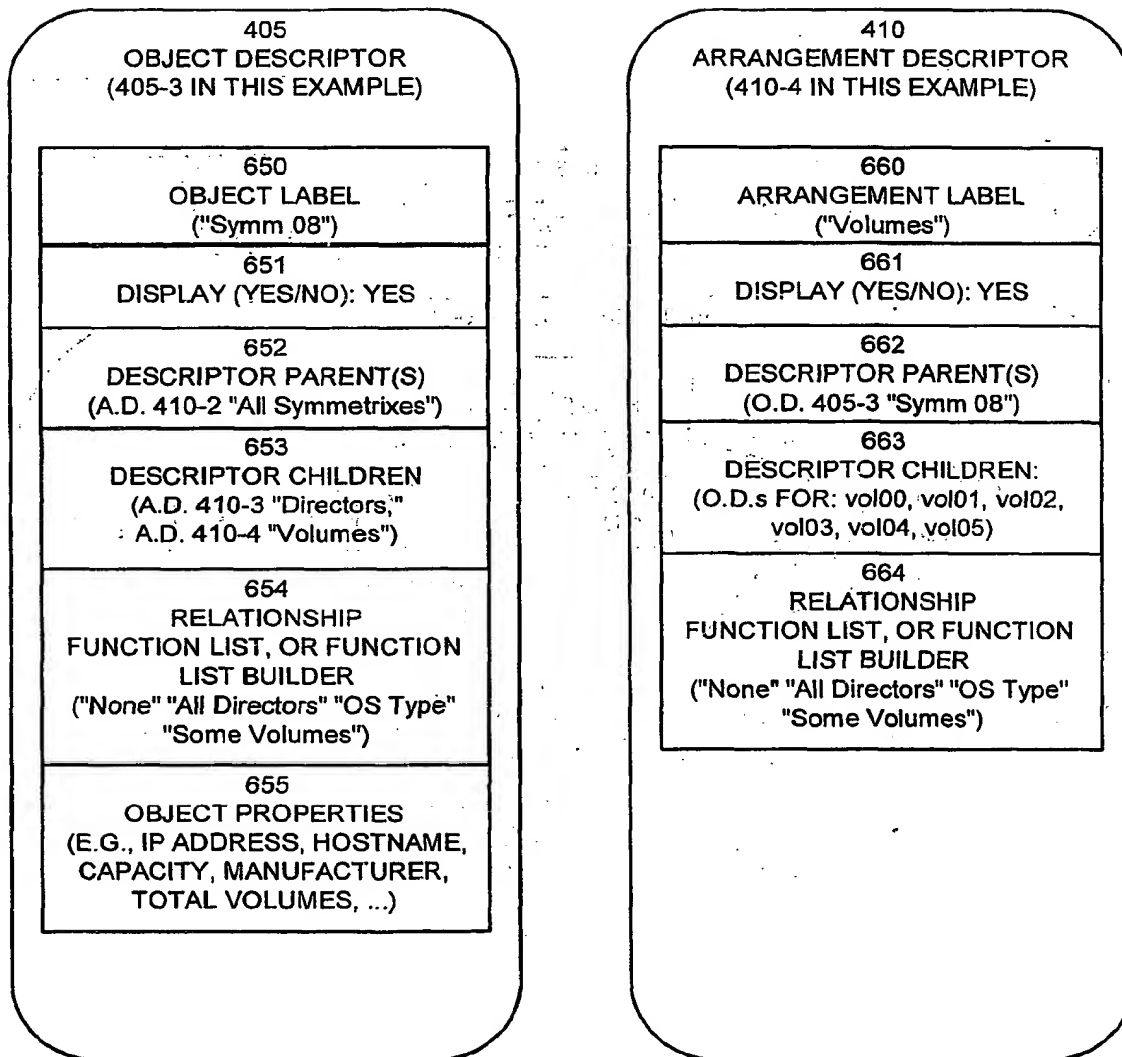 405
OBJECT DESCRIPTOR
(405-3 IN THIS EXAMPLE)
650
OBJECT LABEL
("Symm 08")
651
DISPLAY (YES/NO): YES
652
DESCRIPTOR PARENT(S)
(A.D. 410-2 "All Symmetrixes")
653
DESCRIPTOR CHILDREN
(A.D. 410-3 "Directors,"
A.D. 410-4 "Volumes")
654
RELATIONSHIP
FUNCTION LIST, OR FUNCTION
LIST BUILDER
("None" "All Directors" "OS Type"
"Some Volumes")
655
OBJECT PROPERTIES
(E.G., IP ADDRESS, HOSTNAME,
CAPACITY, MANUFACTURER,
TOTAL VOLUMES, ...)
410
ARRANGEMENT DESCRIPTOR
(410-4 IN THIS EXAMPLE)
660
ARRANGEMENT LABEL
("Volumes")
661
DISPLAY (YES/NO): YES
662
DESCRIPTOR PARENT(S)
(O.D. 405-3 "Symm 08")
663
DESCRIPTOR CHILDREN:
(O.D.s FOR: vol00, vol01, vol02,
vol03, vol04, vol05)
664
RELATIONSHIP
FUNCTION LIST, OR FUNCTION
LIST BUILDER
("None" "All Directors" "OS Type"
"Some Volumes")